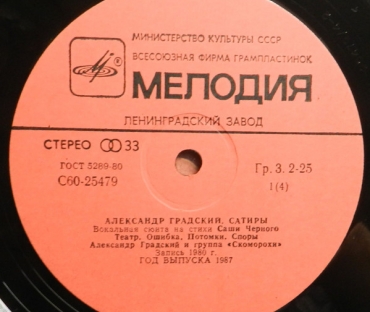 МИНИСТЕРСТВО КУЛЬТУРЫ СССР
ВСЕСОЮЗНАЯ ФИРМА ГРАМПЛАСТИНОК
МЕЛОДИЯ
ЛЕНИНГРАДСКИЙ ЗАВОД
СТЕРЕО 33
ГОСТ 5289-80
С60-25479
Гр. 3. 2-25
1(4)
АЛЕКСАНДР ГРАДСКИЙ. САТИРЫ
Вокальная сюита на стихи Саши Черного
Театр, Ошибка, Потомки, Споры
Александр Градский и группа «Скоморохи»
Запись 1980 г.
ГОД ВЫПУСКА 1987